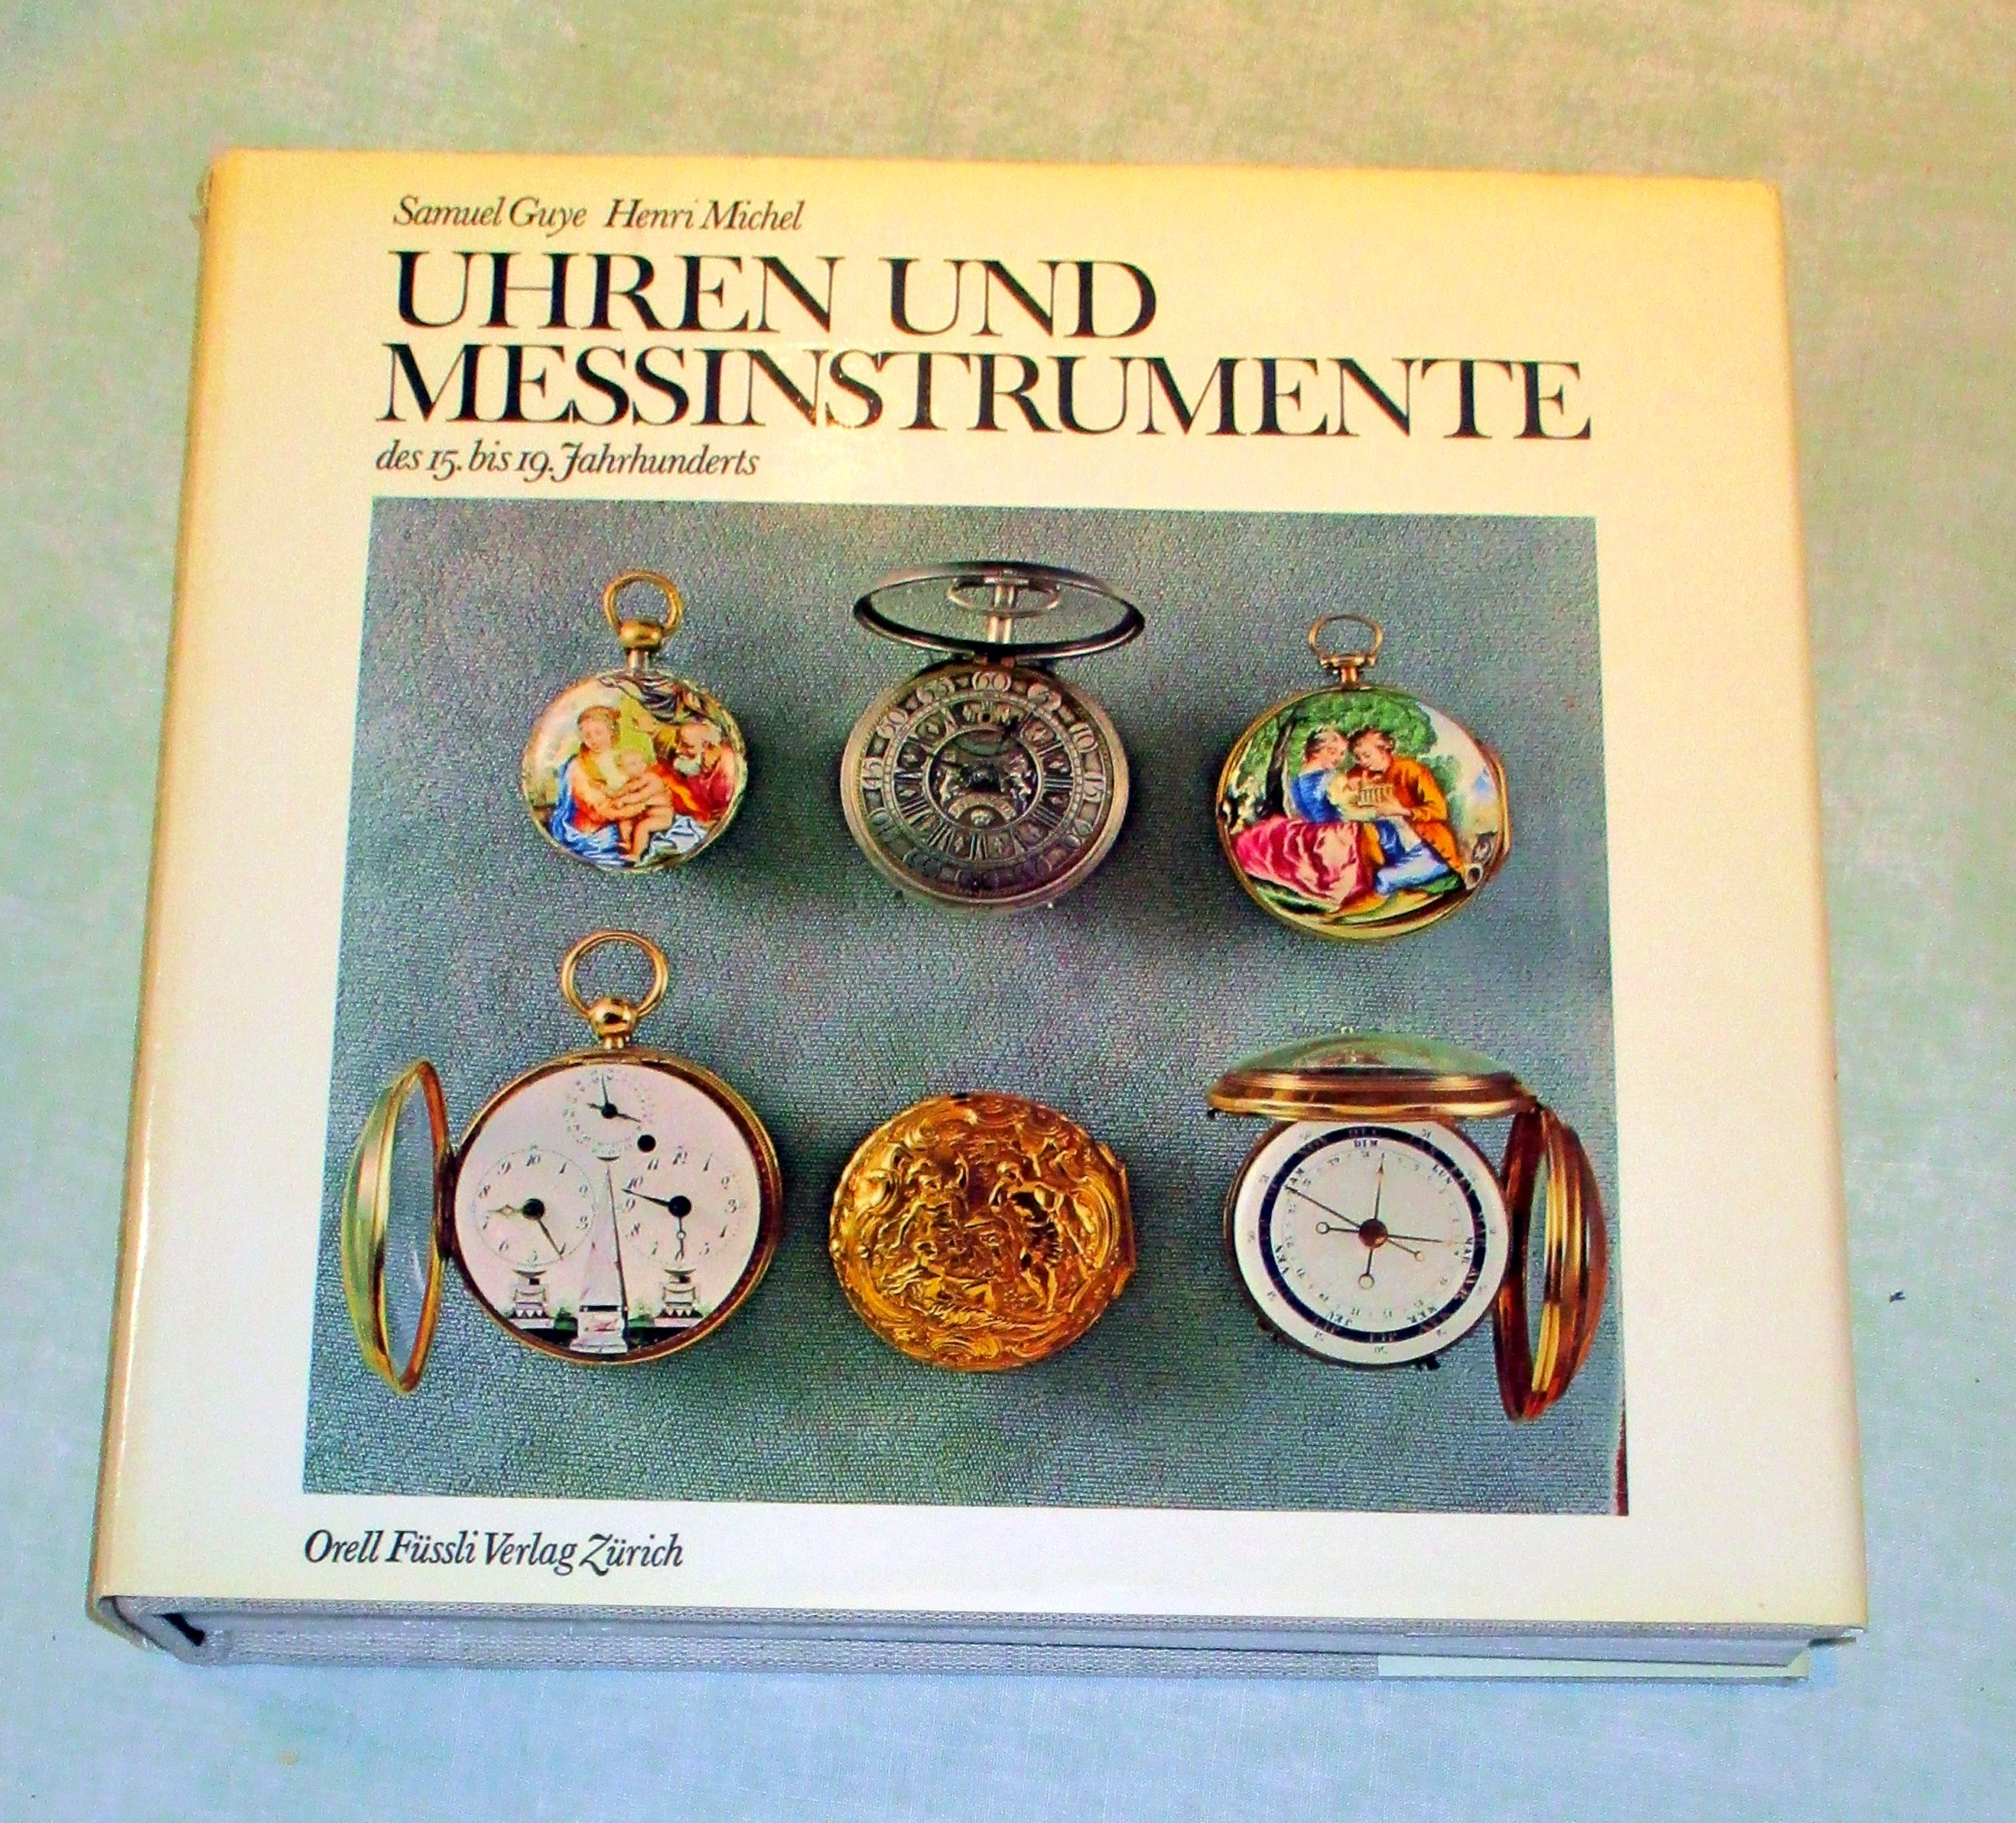 Samuel Guye Henri Michel
UHREN UND
MESSINSTRUMENTE
des 15. bis 19. Jahrhunderts
Orell Füssli Verlag Zürich